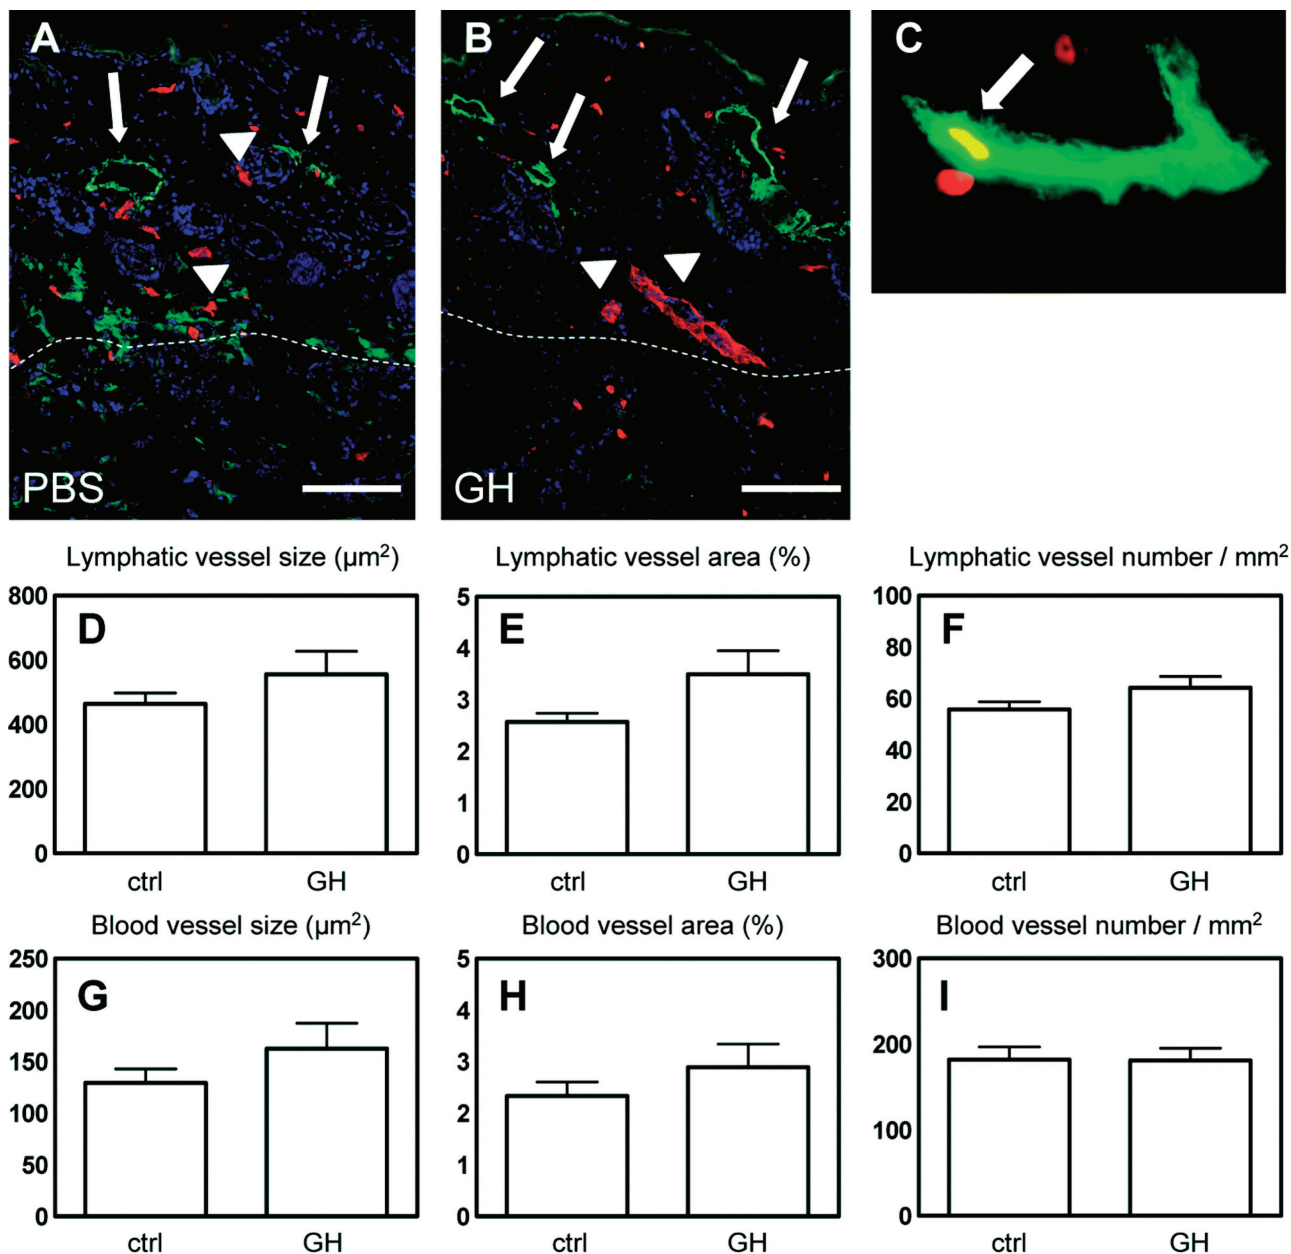 A
B
C
PBS
GH
Lymphatic vessel size (µm²)
Lymphatic vessel area (%)
Lymphatic vessel number / mm²
800
600
400
200
0
D
ctrl
GH
5
4
3
2
1
0
E
ctrl
GH
100
80
60
40
20
0
F
ctrl
GH
Blood vessel size (µm²)
Blood vessel area (%)
Blood vessel number / mm²
250
200
150
100
50
0
G
ctrl
GH
5
4
3
2
1
0
H
ctrl
GH
300
200
100
0
I
ctrl
GH